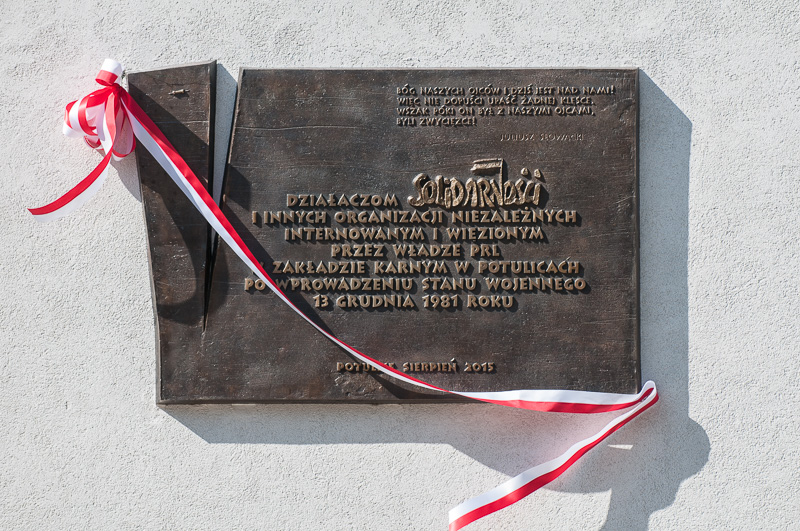 BÓG NASZYCH OJCÓW I DZIŚ JEST NAD NAMI!
WIĘC NIE DOPUŚCI UPAŚĆ ŻADNEJ KLĘSCE,
WSZAK PÓKI ON BYŁ Z NASZYMI OJCAMI,
BYLI ZWYCIĘZCI!
JULIUSZ SŁOWACKI
DZIAŁACZOM SOLIDARNOŚĆ
I INNYCH ORGANIZACJI NIEZALEŻNYCH
INTERNOWANYM I WIĘZIONYM
PRZEZ WŁADZE PRL
ZAKŁADZIE KARNYM W POTULICACH
PO WPROWADZENIU STANU WOJENNEGO
13 GRUDNIA 1981 ROKU
SIERPIEŃ 2015